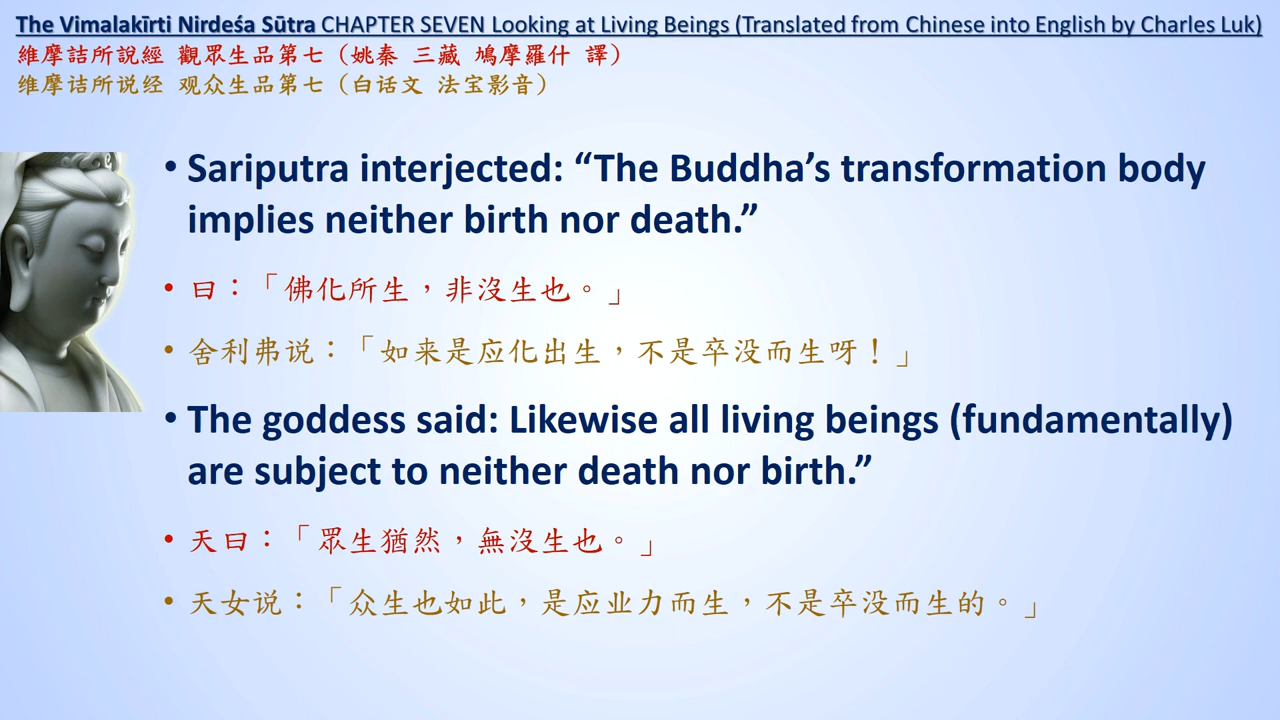 The Vimalakīrti Nirdeśa Sūtra CHAPTER SEVEN Looking at Living Beings (Translated from Chinese into English by Charles Luk)
維摩詰所說經 觀眾生品第七（姚秦 三藏 鳩摩羅什 譯）
维摩诘所说经 观众生品第七（白话文 法宝影音）
• Sariputra interjected: “The Buddha’s transformation body
implies neither birth nor death.”
• 曰：「佛化所生，非沒生也。」
• 舍利弗说：「如来是应化出生，不是卒没而生呀！」
• The goddess said: Likewise all living beings (fundamentally)
are subject to neither death nor birth.”
• 天曰：「眾生猶然，無沒生也。」
• 天女说：「众生也如此，是应业力而生，不是卒没而生的。」